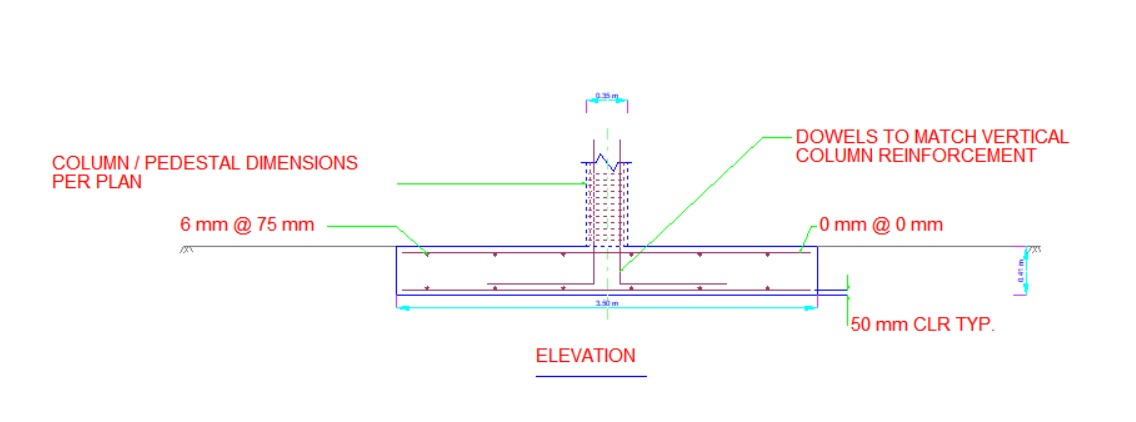 0.35 m
DOWELS TO MATCH VERTICAL
COLUMN REINFORCEMENT
COLUMN / PEDESTAL DIMENSIONS
PER PLAN
6 mm @ 75 mm
0 mm @ 0 mm
0.41 m
3.50 m
50 mm CLR TYP.
ELEVATION